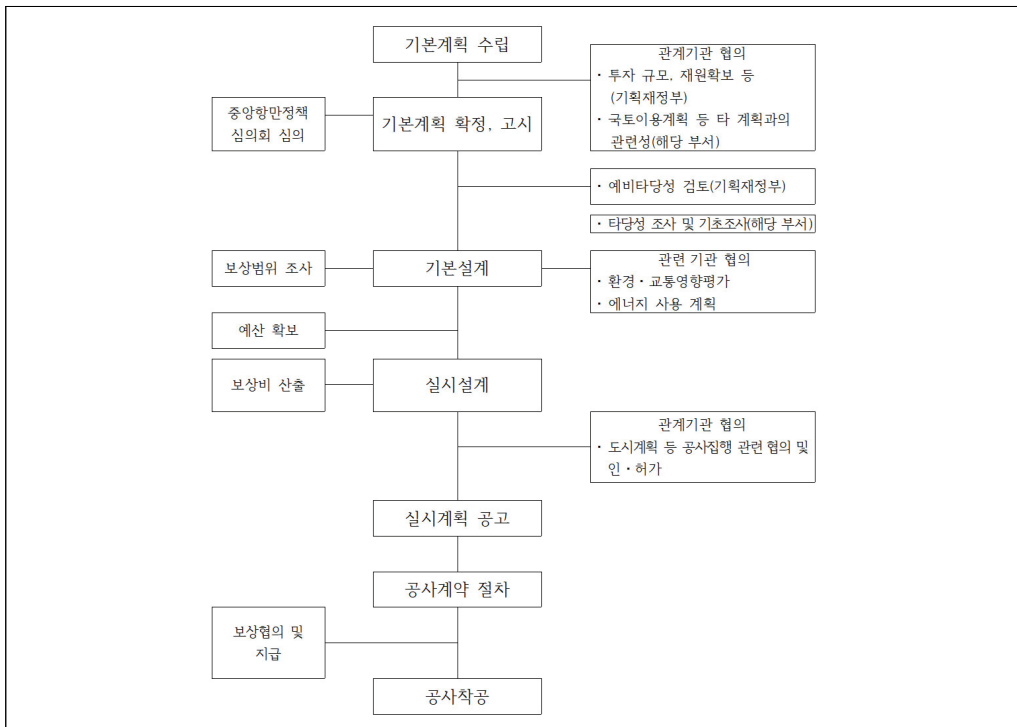 기본계획 수립
관계기관 협의
· 투자 규모, 재원확보 등
(기획재정부)
· 국토이용계획 등 타 계획과의
관련성(해당 부서)
중앙항만정책
심의회 심의
기본계획 확정, 고시
· 예비타당성 검토(기획재정부)
· 타당성 조사 및 기초조사(해당 부서)
보상범위 조사
기본설계
관련 기관 협의
· 환경·교통영향평가
· 에너지 사용 계획
예산 확보
보상비 산출
실시설계
관계기관 협의
· 도시계획 등 공사집행 관련 협의 및
인·허가
실시계획 공고
공사계약 절차
보상협의 및
지급
공사착공